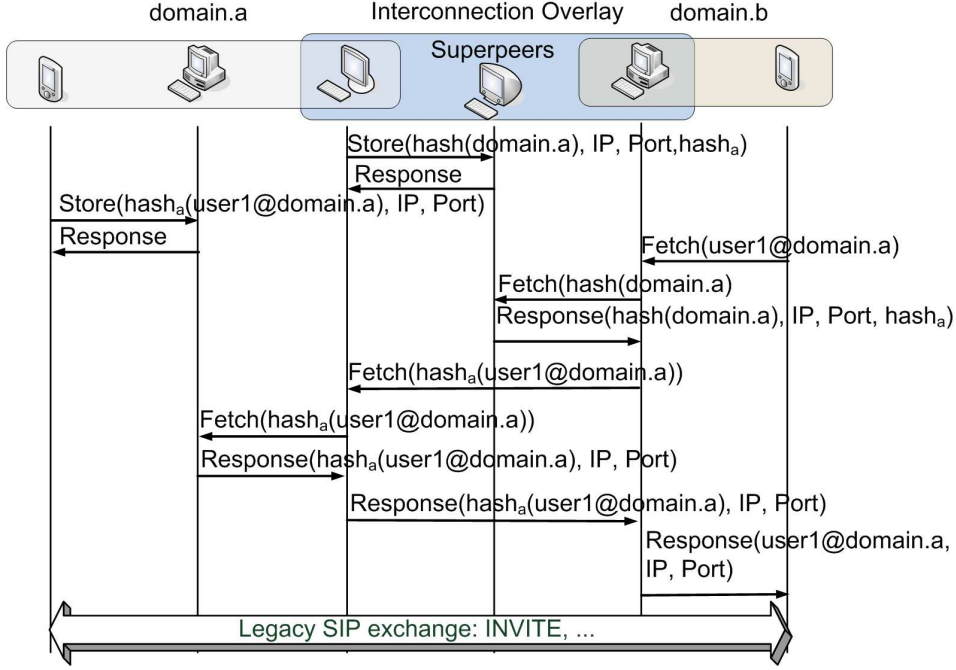 domain.a
Interconnection Overlay
domain.b
Superpeers
Store(hash(domain.a), IP, Port,hashₐ)
Response
Store(hashₐ(user1@domain.a), IP, Port)
Response
Fetch(user1@domain.a)
Fetch(hash(domain.a)
Response(hash(domain.a), IP, Port, hashₐ)
Fetch(hashₐ(user1@domain.a))
Fetch(hashₐ(user1@domain.a))
Response(hashₐ(user1@domain.a), IP, Port)
Response(hashₐ(user1@domain.a), IP, Port)
Response(user1@domain.a,
IP, Port)
Legacy SIP exchange: INVITE, ...